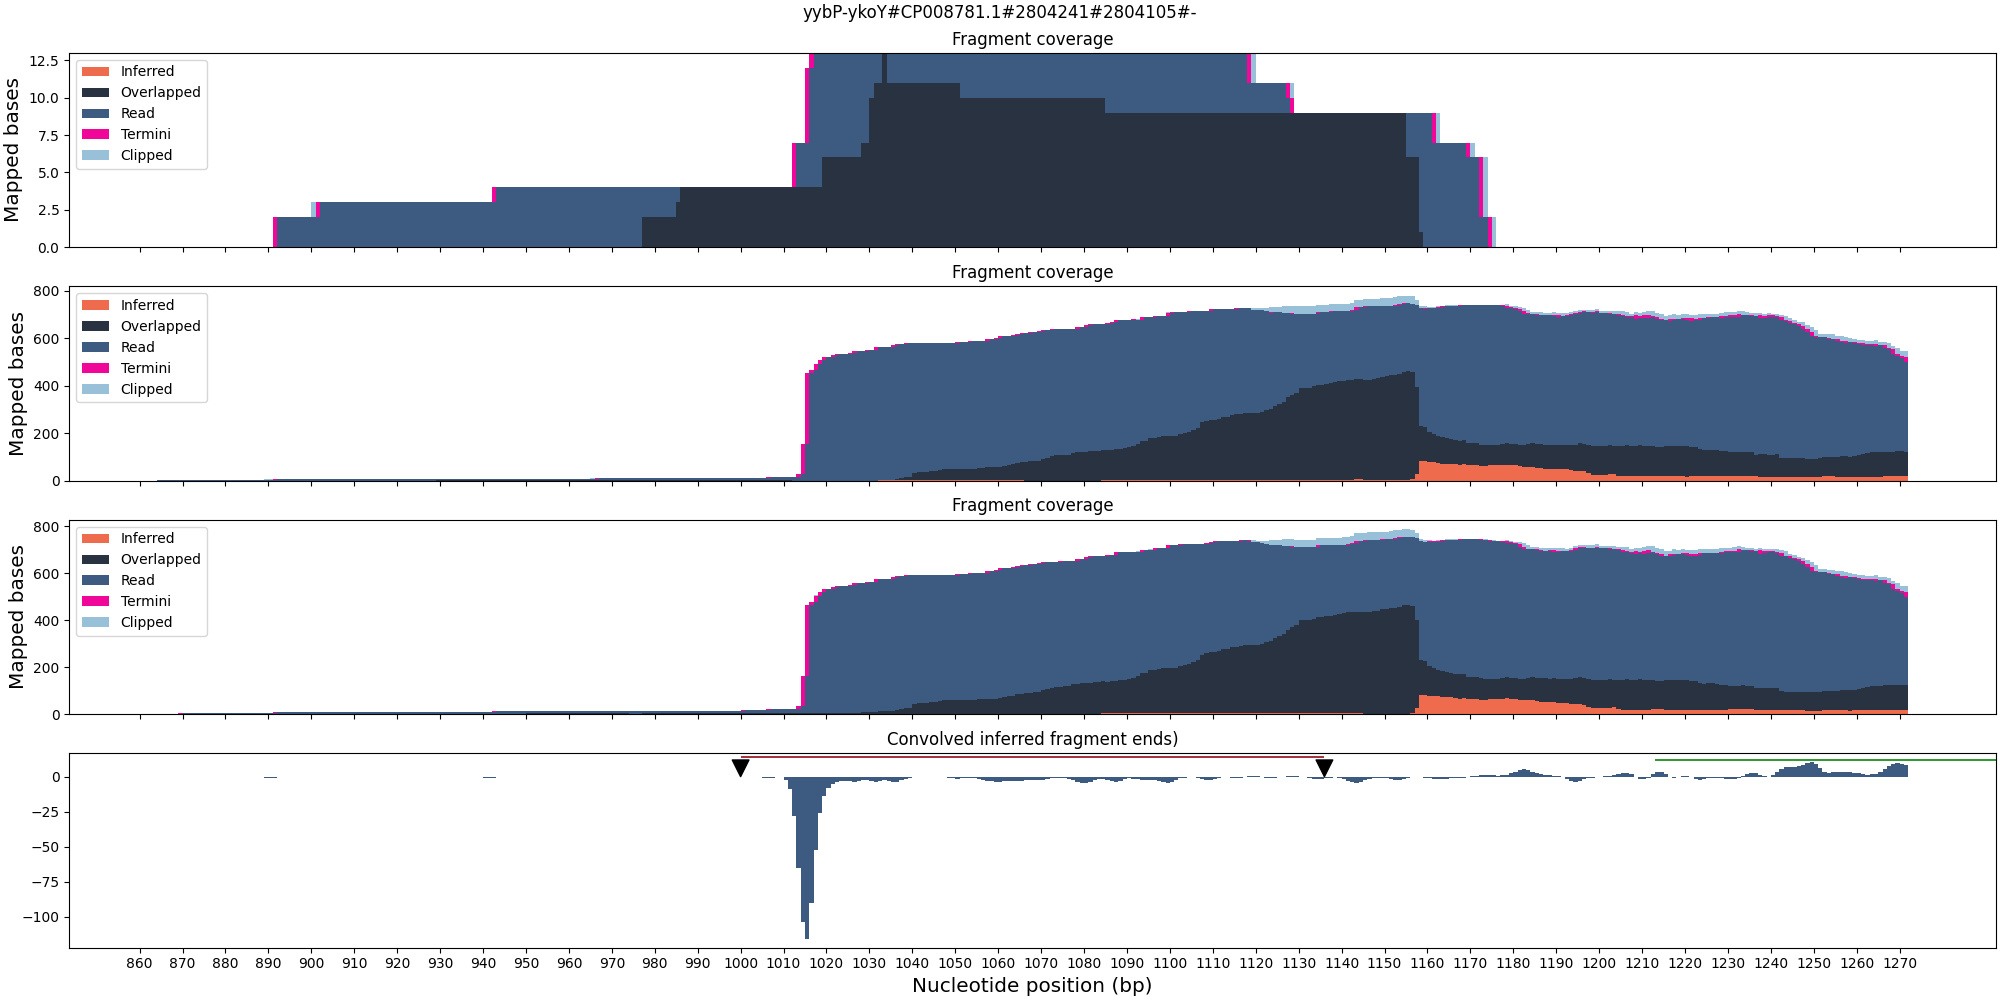 yybP-ykoY#CP008781.1#2804241#2804105#-
Fragment coverage
Mapped bases
12.5
10.0
7.5
5.0
2.5
0.0
Inferred
Overlapped
Read
Termini
Clipped
Fragment coverage
Mapped bases
800
600
400
200
0
Inferred
Overlapped
Read
Termini
Clipped
Fragment coverage
Mapped bases
800
600
400
200
0
Inferred
Overlapped
Read
Termini
Clipped
Convolved inferred fragment ends)
0
−25
−50
−75
−100
860 870 880 890 900 910 920 930 940 950 960 970 980 990 1000 1010 1020 1030 1040 1050 1060 1070 1080 1090 1100 1110 1120 1130 1140 1150 1160 1170 1180 1190 1200 1210 1220 1230 1240 1250 1260 1270
Nucleotide position (bp)